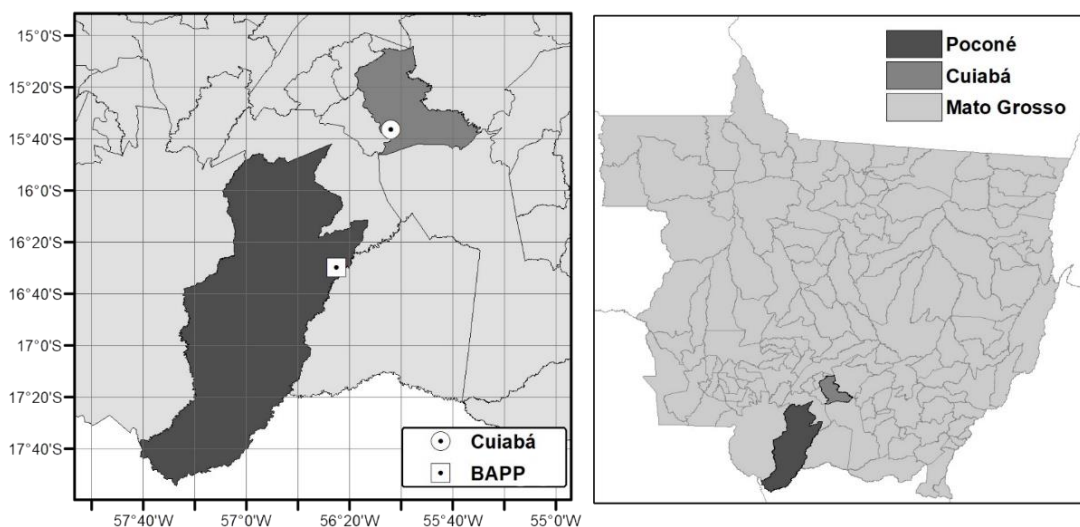 15°0'S
15°20'S
15°40'S
16°0'S
16°20'S
16°40'S
17°0'S
17°20'S
17°40'S
57°40'W
57°0'W
56°20'W
55°40'W
55°0'W
Cuiabá
BAPP
Poconé
Cuiabá
Mato Grosso